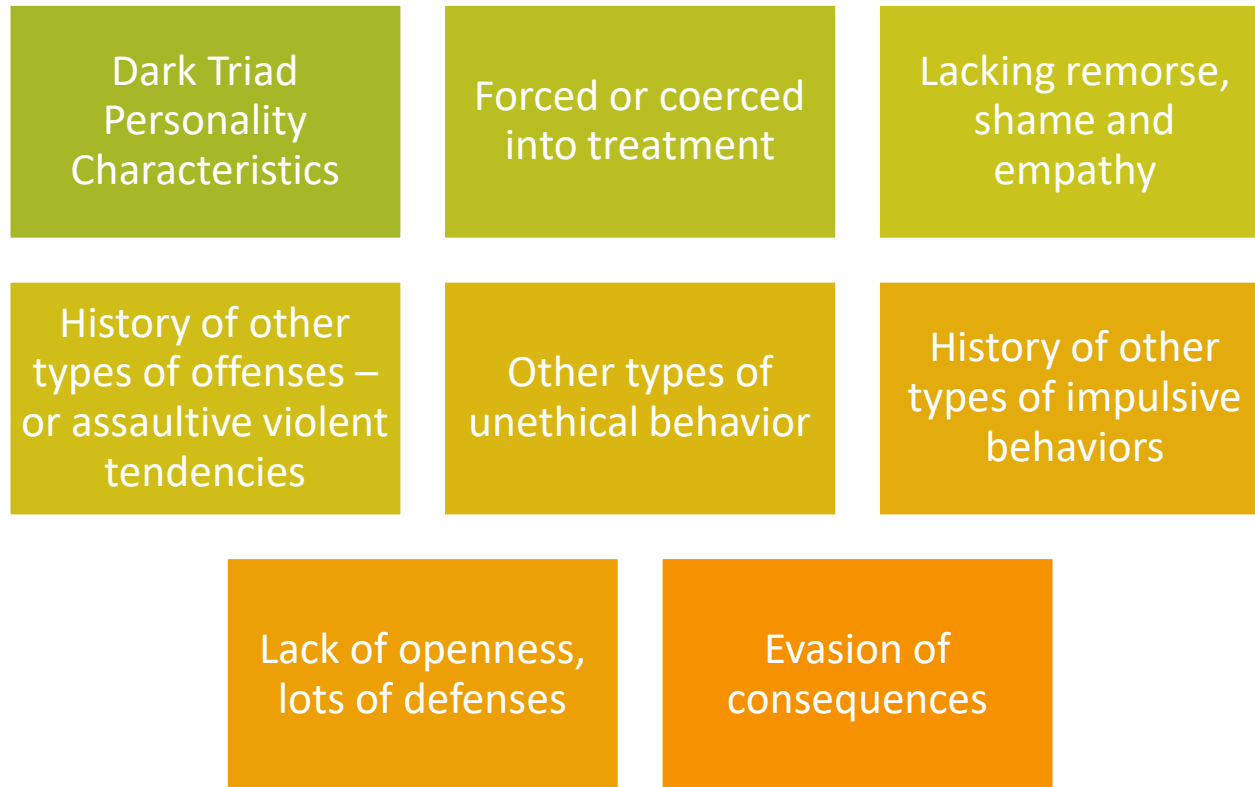 Dark Triad
Personality
Characteristics
Forced or coerced
into treatment
Lacking remorse,
shame and
empathy
History of other
types of offenses –
or assaultive violent
tendencies
Other types of
unethical behavior
History of other
types of impulsive
behaviors
Lack of openness,
lots of defenses
Evasion of
consequences